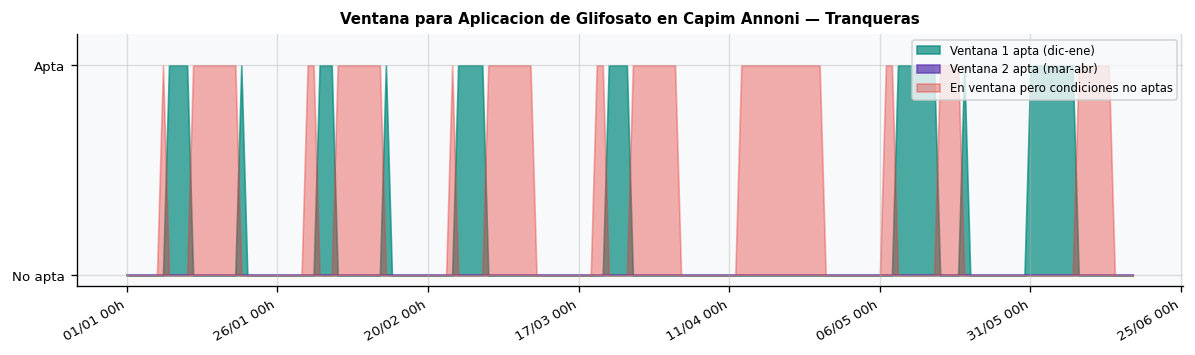 Ventana para Aplicacion de Glifosato en Capim Annoni — Tranqueras
Apta
No apta
Ventana 1 apta (dic-ene)
Ventana 2 apta (mar-abr)
En ventana pero condiciones no aptas
01/01 00h
26/01 00h
20/02 00h
17/03 00h
11/04 00h
06/05 00h
31/05 00h
25/06 00h